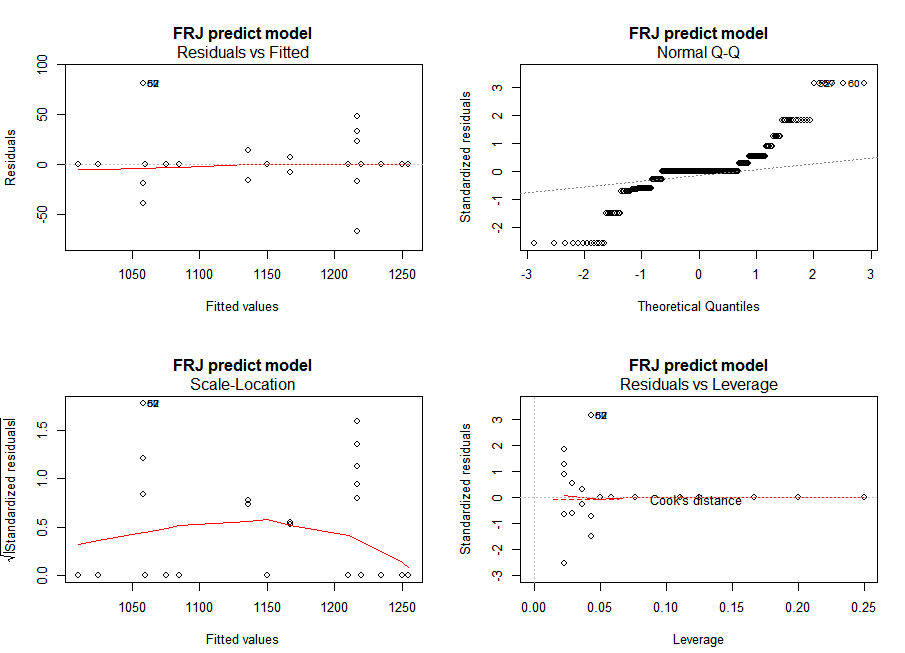 FRJ predict model
Residuals vs Fitted
Residuals
100
50
0
-50
1050 1100 1150 1200 1250
Fitted values
FRJ predict model
Normal Q-Q
Standardized residuals
3
2
1
0
-1
-2
60
-3 -2 -1 0 1 2 3
Theoretical Quantiles
FRJ predict model
Scale-Location
√|Standardized residuals|
1.5
1.0
0.5
0.0
1050 1100 1150 1200 1250
Fitted values
FRJ predict model
Residuals vs Leverage
Standardized residuals
3
2
1
0
-1
-2
-3
Cook's distance
0.00 0.05 0.10 0.15 0.20 0.25
Leverage